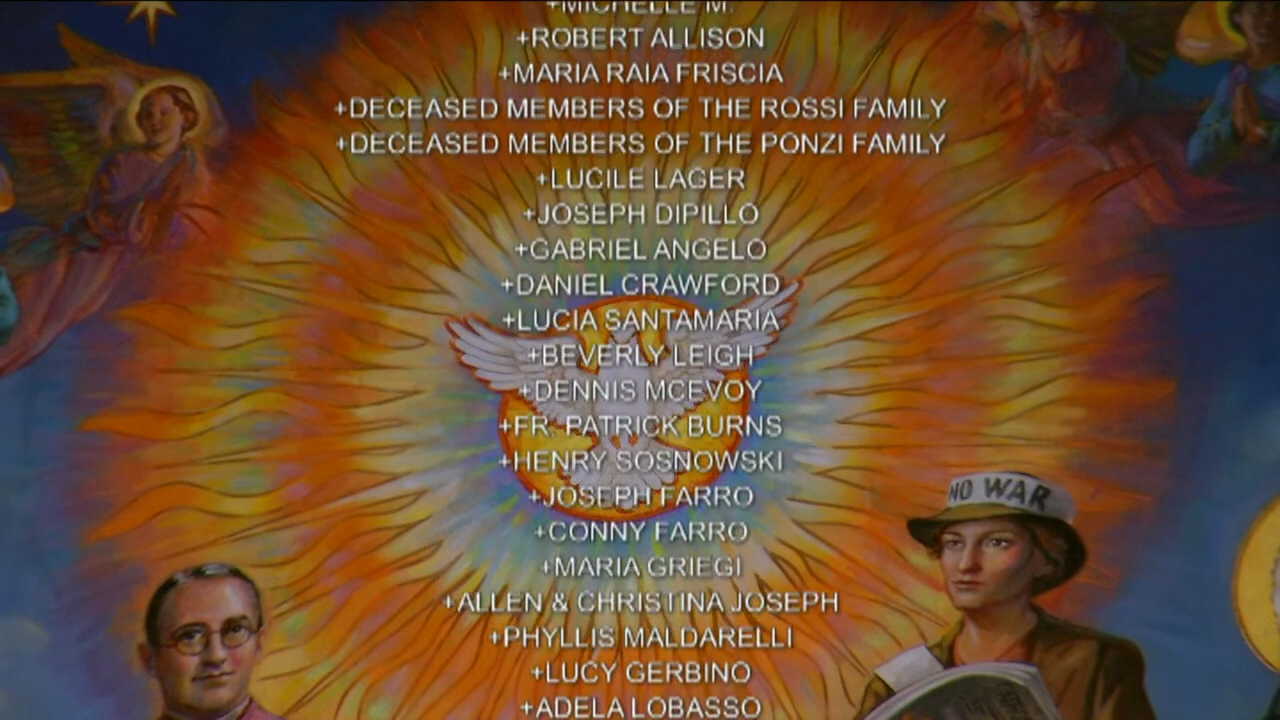 +MICHELLE M.
+ROBERT ALLISON
+MARIA RAIA FRISCIA
+DECEASED MEMBERS OF THE ROSSI FAMILY
+DECEASED MEMBERS OF THE PONZI FAMILY
+LUCILE LAGER
+JOSEPH DIPILLO
+GABRIEL ANGELO
+DANIEL CRAWFORD
+LUCIA SANTAMARIA
+BEVERLY LEIGH
+DENNIS MCEVOY
+FR. PATRICK BURNS
+HENRY SOSNOWSKI
+JOSEPH FARRO
NO WAR
+CONNY FARRO
+MARIA GRIEGI
+ALLEN & CHRISTINA JOSEPH
+PHYLLIS MALDARELLI
+LUCY GERBINO
+ADELA LOBASSO